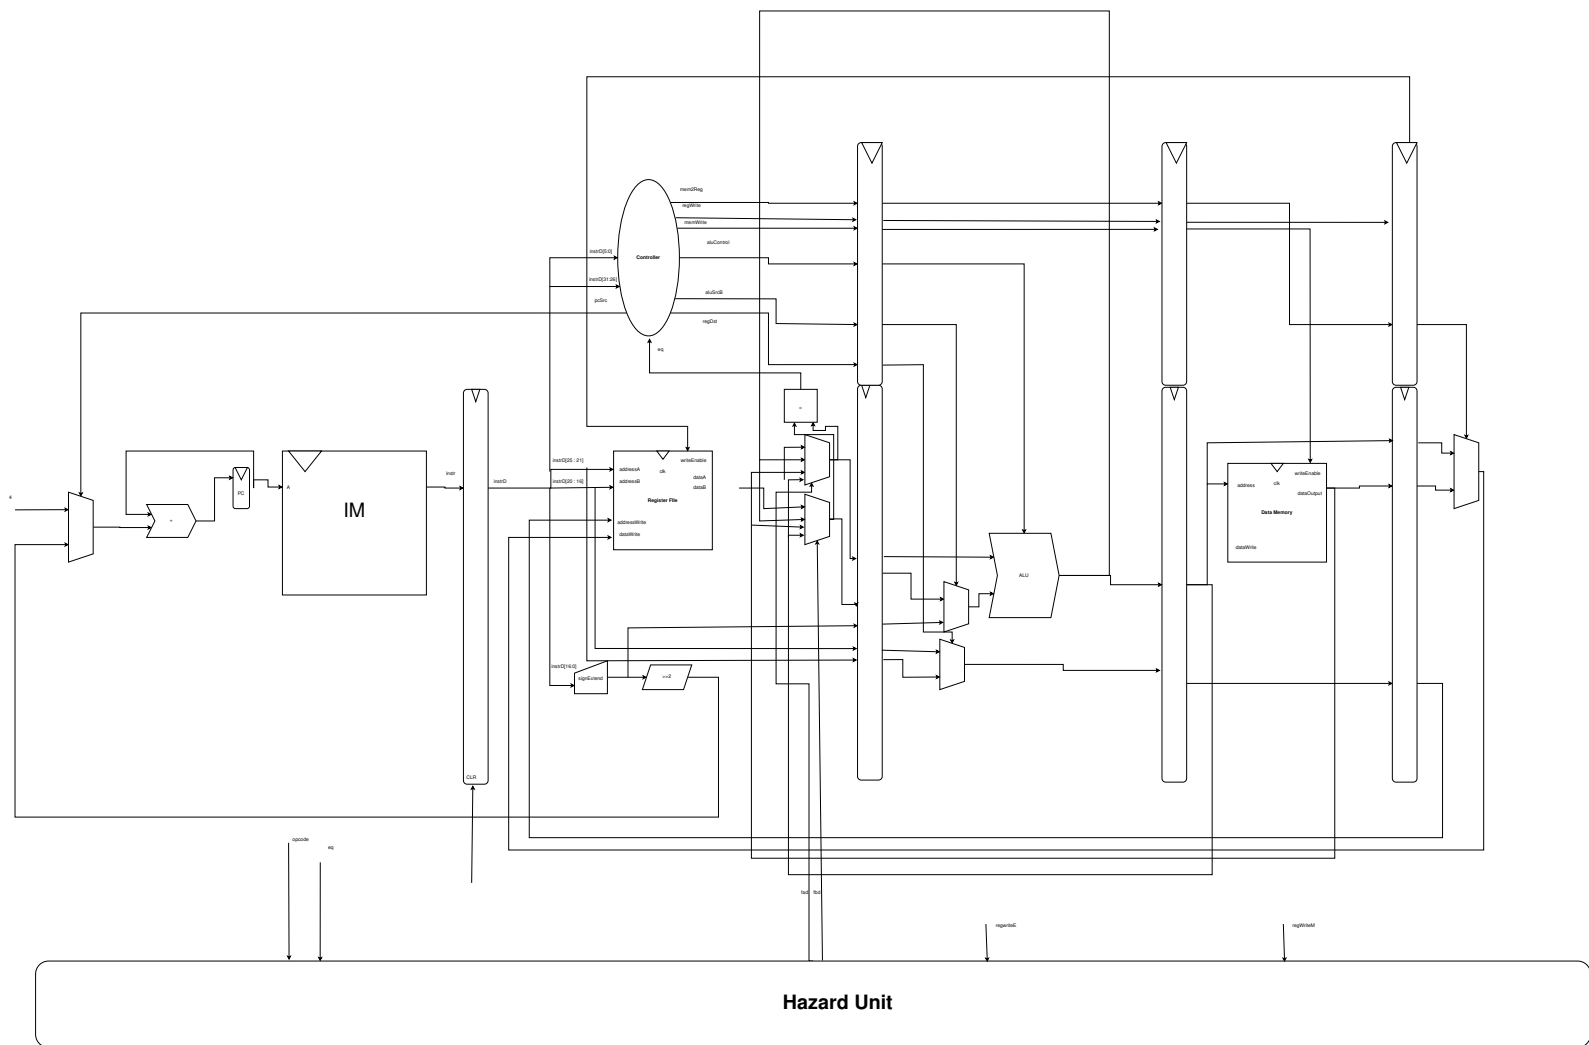 mem2Reg
regWrite
memWrite
aluControl
instrD[5:0]
Controller
instrD[31:26]
pcSrc
aluSrcB
regDst
eq
=
instrD[25 : 21]
addressA
clk
writeEnable
dataA
instrD[20 : 16]
addressB
dataB
Register File
addressWrite
dataWrite
instr
instrD
4
+
PC
A
IM
writeEnable
address
clk
dataOutput
Data Memory
dataWrite
ALU
instrD[16:0]
signExtend
<<2
CLR
opcode
eq
fad
fbd
regwriteE
regWriteM
Hazard Unit